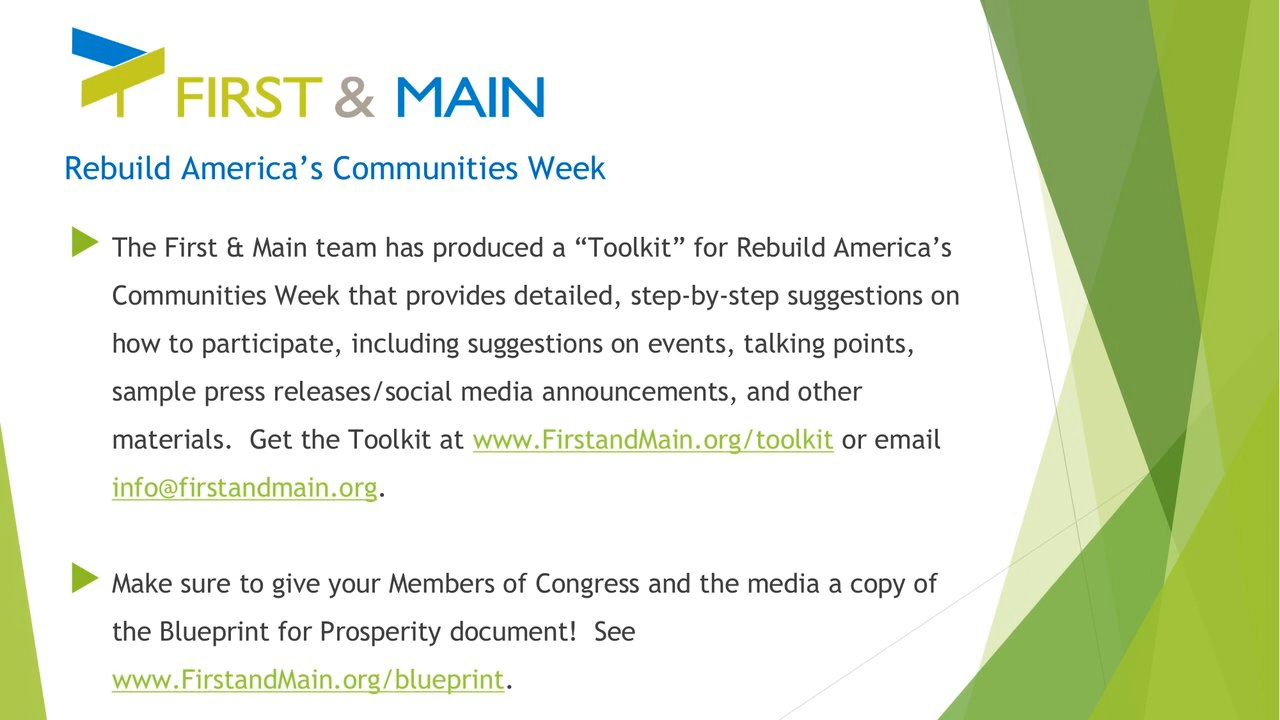 FIRST & MAIN
Rebuild America’s Communities Week
The First & Main team has produced a “Toolkit” for Rebuild America’s
Communities Week that provides detailed, step-by-step suggestions on
how to participate, including suggestions on events, talking points,
sample press releases/social media announcements, and other
materials.  Get the Toolkit at www.FirstandMain.org/toolkit or email
info@firstandmain.org.
Make sure to give your Members of Congress and the media a copy of
the Blueprint for Prosperity document!  See
www.FirstandMain.org/blueprint.